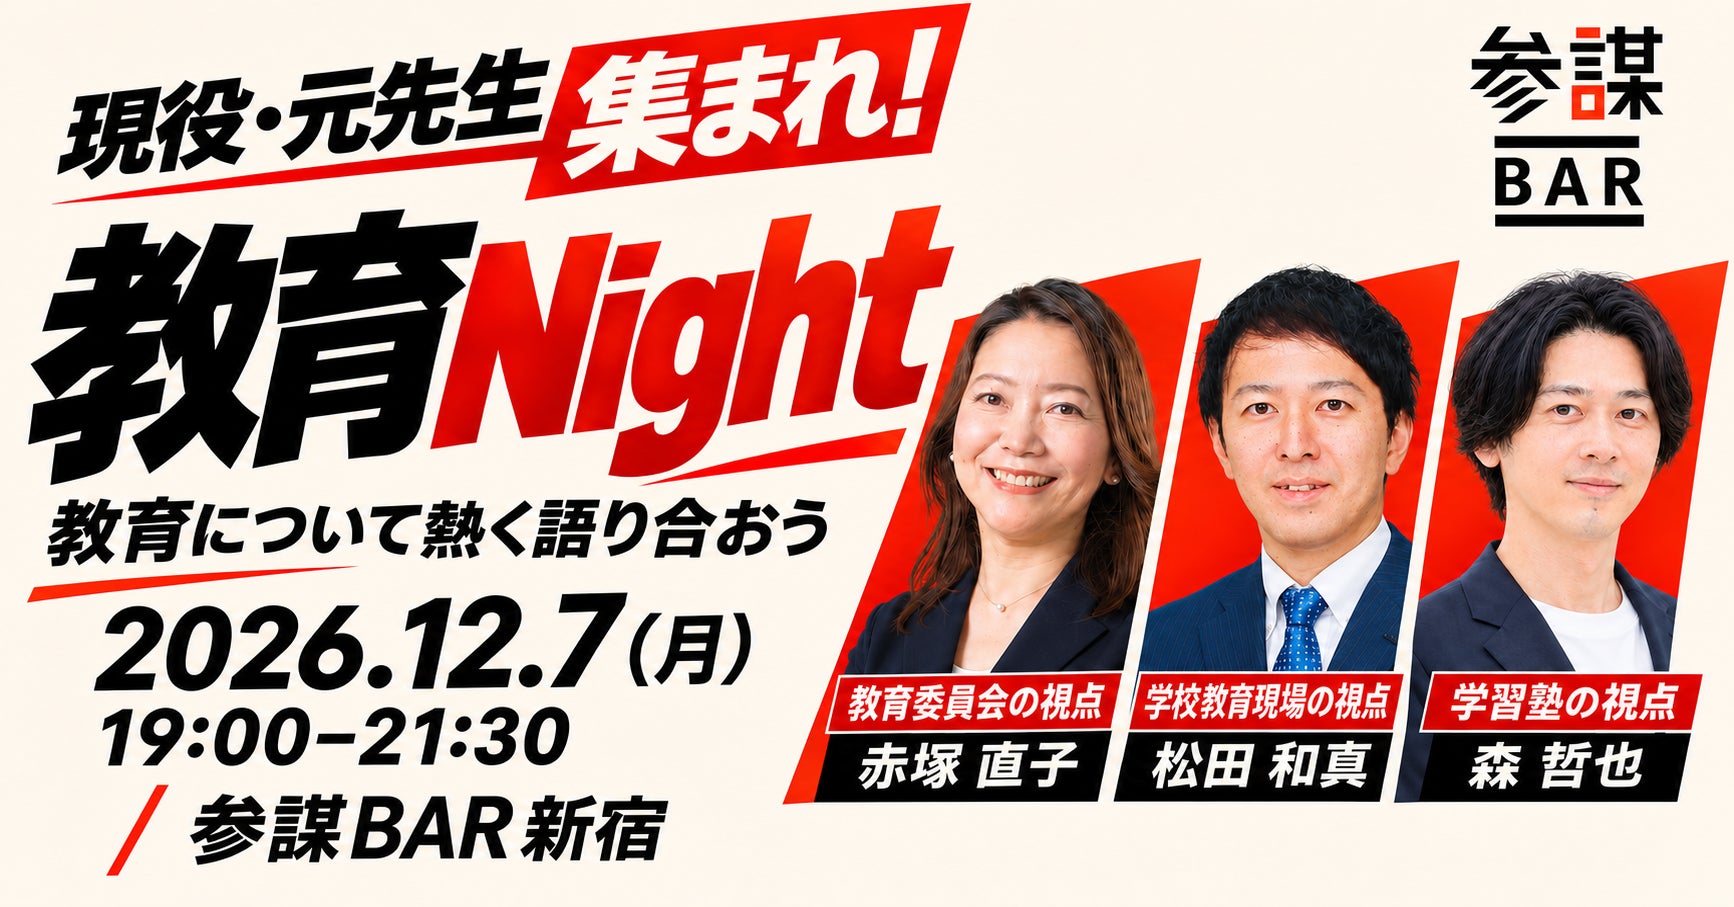 現役・元先生 集まれ!
教育Night
教育について熱く語り合おう
2026.12.7(月)
19:00–21:30
参謀BAR新宿
参謀
BAR
教育委員会の視点
赤塚 直子
学校教育現場の視点
松田 和真
学習塾の視点
森 哲也